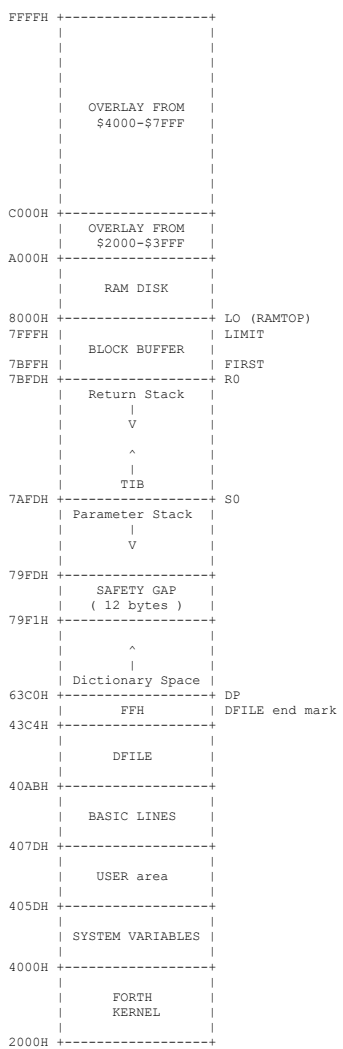 FFFFH +------------------+
OVERLAY FROM
$4000-$7FFF
C000H +------------------+
OVERLAY FROM
$2000-$3FFF
A000H +------------------+
RAM DISK
8000H +------------------+ LO (RAMTOP)
7FFFH | | LIMIT
BLOCK BUFFER
7BFFH | | FIRST
7BFDH +------------------+ R0
Return Stack
|
V
^
|
TIB
7AFDH +------------------+ S0
Parameter Stack
|
V
79FDH +------------------+
SAFETY GAP
( 12 bytes )
79F1H +------------------+
^
|
Dictionary Space
63C0H +------------------+ DP
FFH | DFILE end mark
43C4H +------------------+
DFILE
40ABH +------------------+
BASIC LINES
407DH +------------------+
USER area
405DH +------------------+
SYSTEM VARIABLES
4000H +------------------+
FORTH
KERNEL
2000H +------------------+